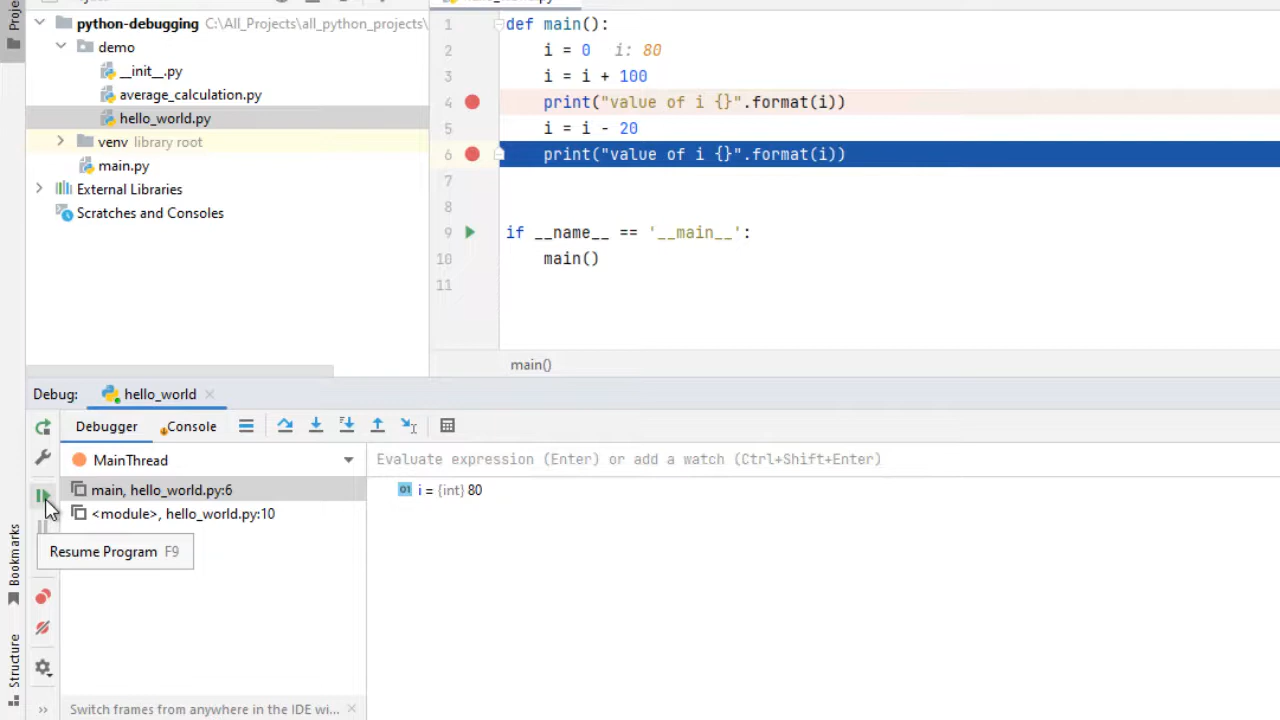 python-debugging C:\All_Projects\all_python_projects\
demo
__init__.py
average_calculation.py
hello_world.py
venv library root
main.py
External Libraries
Scratches and Consoles
1 def main():
2 i = 0 i: 80
3 i = i + 100
4 print("value of i {}".format(i))
5 i = i - 20
6 print("value of i {}".format(i))
7
8
9 if __name__ == '__main__':
10 main()
11
main()
Debug: hello_world
Debugger Console
MainThread
Evaluate expression (Enter) or add a watch (Ctrl+Shift+Enter)
main, hello_world.py:6
<module>, hello_world.py:10
01 i = {int} 80
Resume Program F9
Bookmarks
Structure
Switch frames from anywhere in the IDE wi...